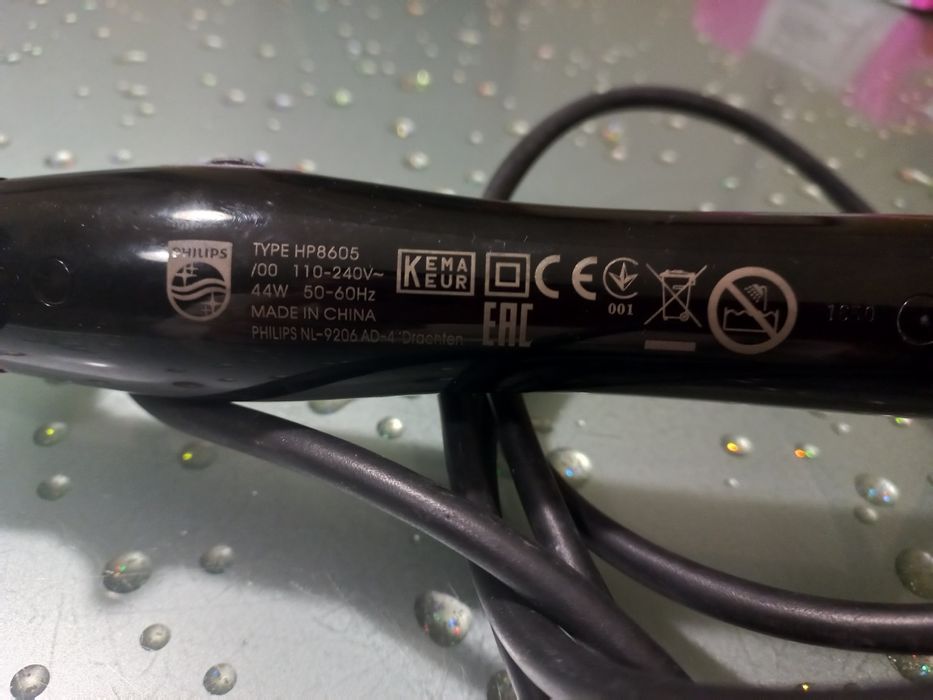 PHILIPS
TYPE HP8605
/00 110-240V~
44W 50-60Hz
MADE IN CHINA
PHILIPS NL-9206 AD-4 Drachten
KEMA
KEUR
CE
EAC
001